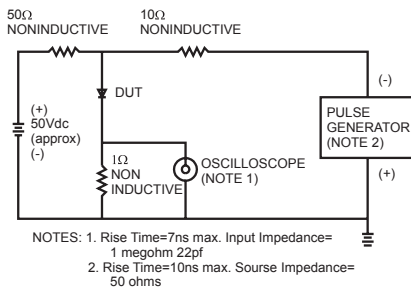 50Ω
NONINDUCTIVE
10Ω
NONINDUCTIVE
(+)
50Vdc
(approx)
(-)
DUT
1Ω
NON
INDUCTIVE
OSCILLOSCOPE
(NOTE 1)
(-)
PULSE
GENERATOR
(NOTE 2)
(+)
NOTES: 1. Rise Time=7ns max. Input Impedance=
1 megohm 22pf
2. Rise Time=10ns max. Sourse Impedance=
50 ohms